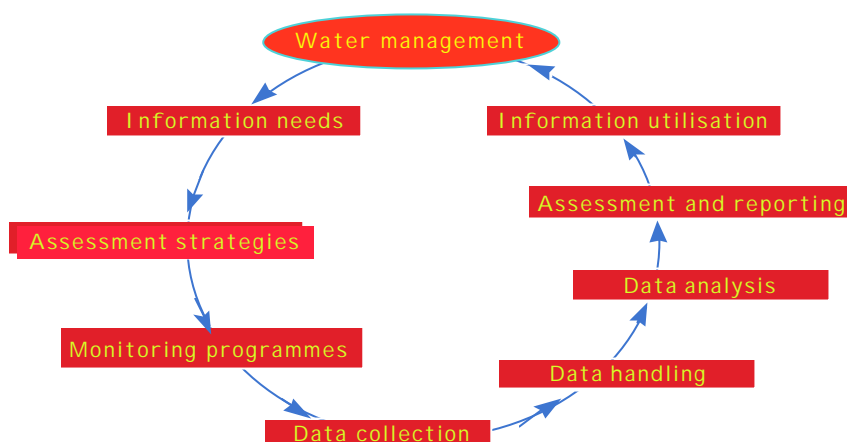 Water management
Information needs
Information utilisation
Assessment and reporting
Assessment strategies
Data analysis
Monitoring programmes
Data handling
Data collection